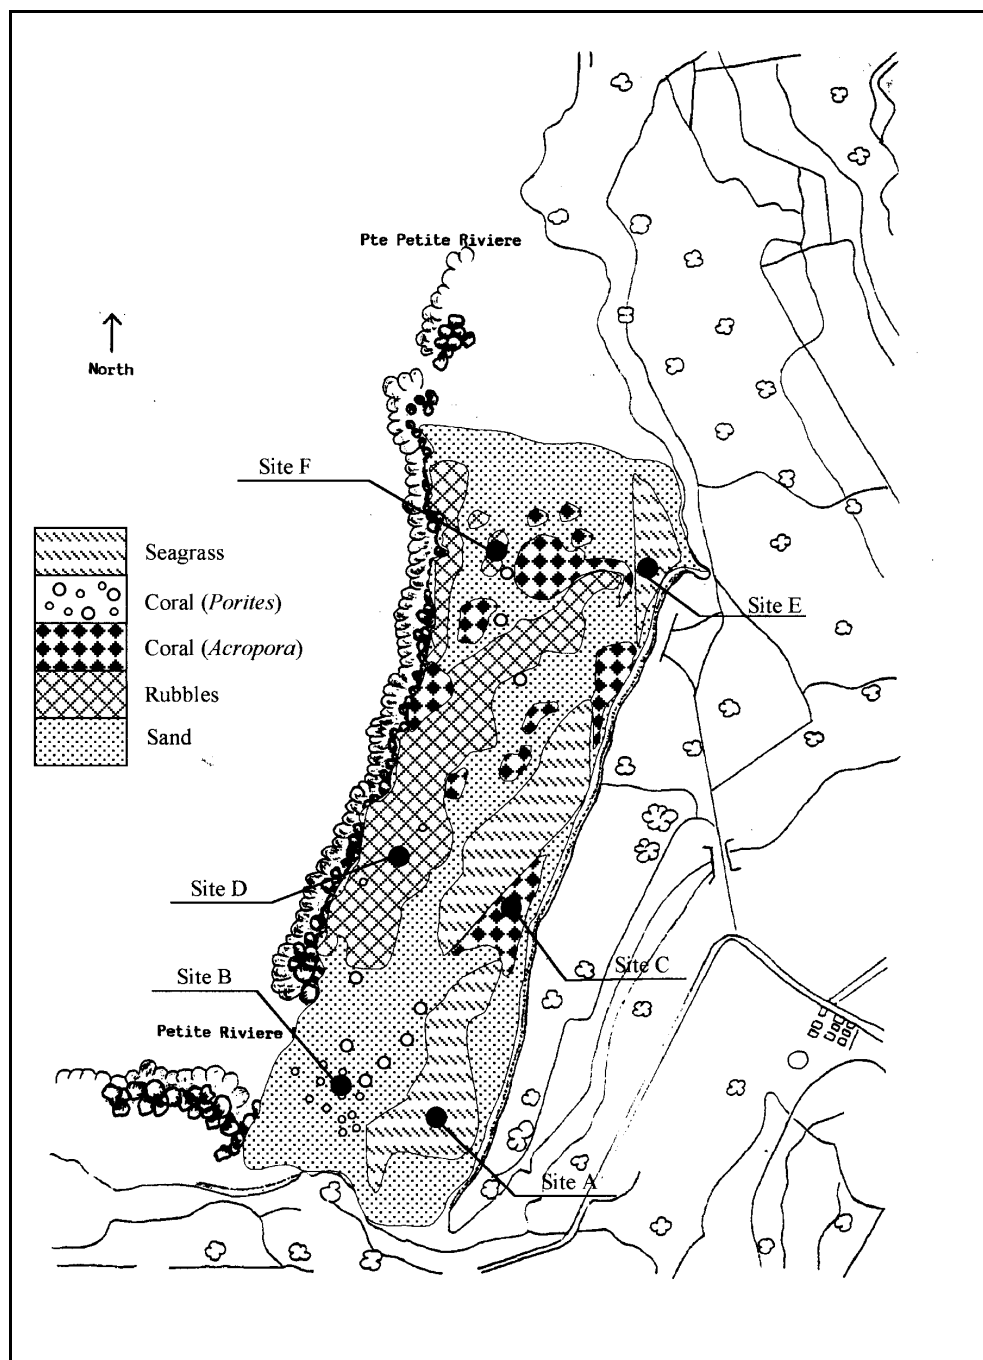 Pte Petite Riviere
North
Site F
Seagrass
Coral (Porites)
Coral (Acropora)
Rubbles
Sand
Site E
Site D
Site C
Site B
Petite Riviere
Site A